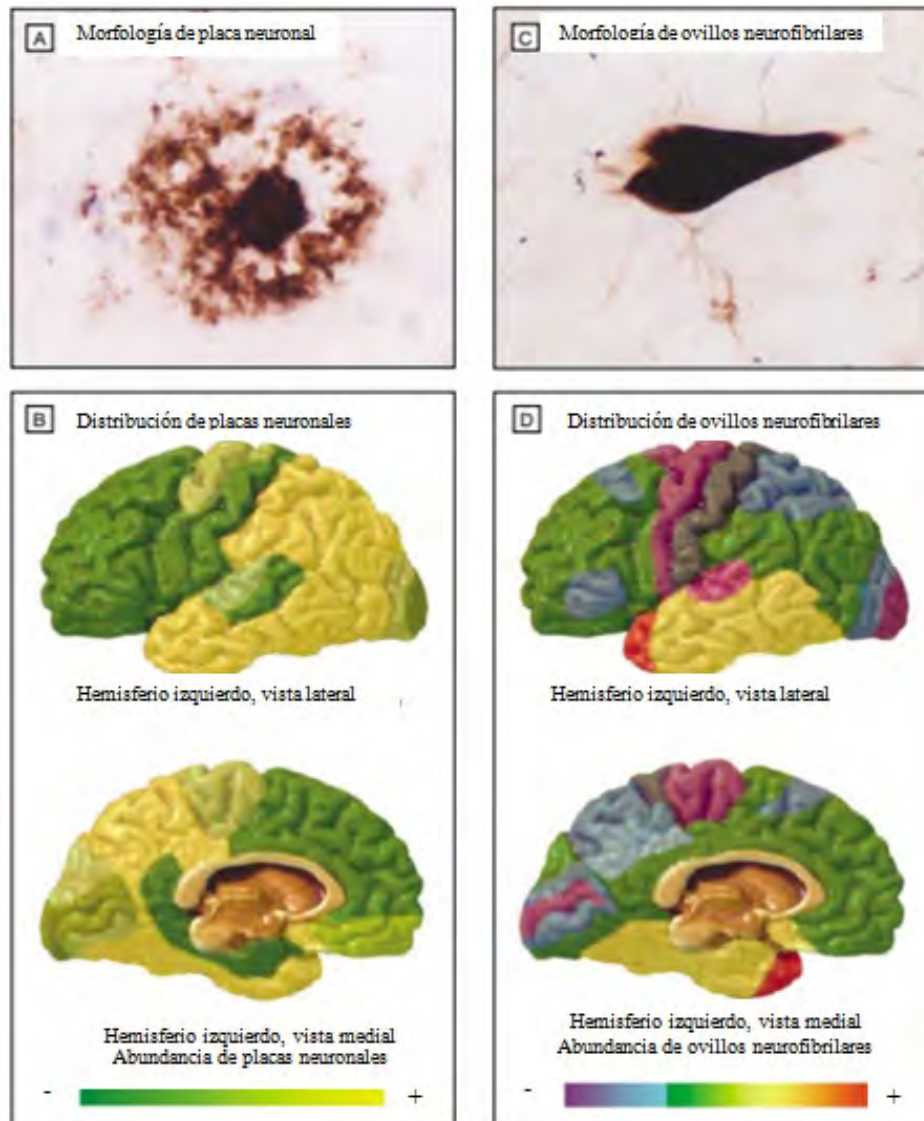 A Morfología de placa neuronal
C Morfología de ovillos neurofibrilares
B Distribución de placas neuronales
Hemisferio izquierdo, vista lateral
Hemisferio izquierdo, vista medial
Abundancia de placas neuronales
- +
D Distribución de ovillos neurofibrilares
Hemisferio izquierdo, vista lateral
Hemisferio izquierdo, vista medial
Abundancia de ovillos neurofibrilares
- +